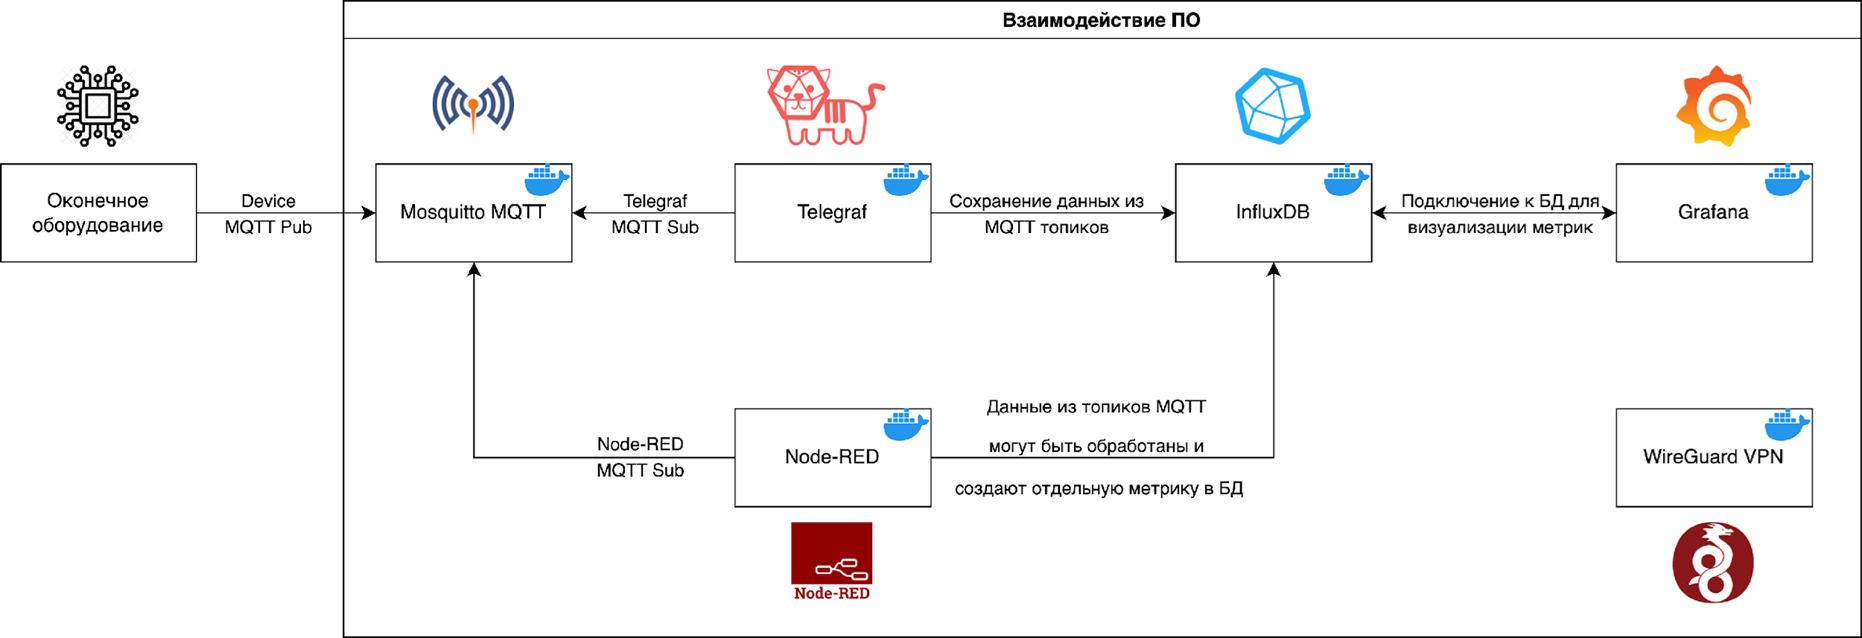 Взаимодействие ПО
Оконечное
оборудование
Device
MQTT Pub
Mosquitto MQTT
Telegraf
MQTT Sub
Telegraf
Сохранение данных из
MQTT топиков
InfluxDB
Подключение к БД для
визуализации метрик
Grafana
Node-RED
MQTT Sub
Node-RED
Данные из топиков MQTT
могут быть обработаны и
создают отдельную метрику в БД
WireGuard VPN
Node-RED